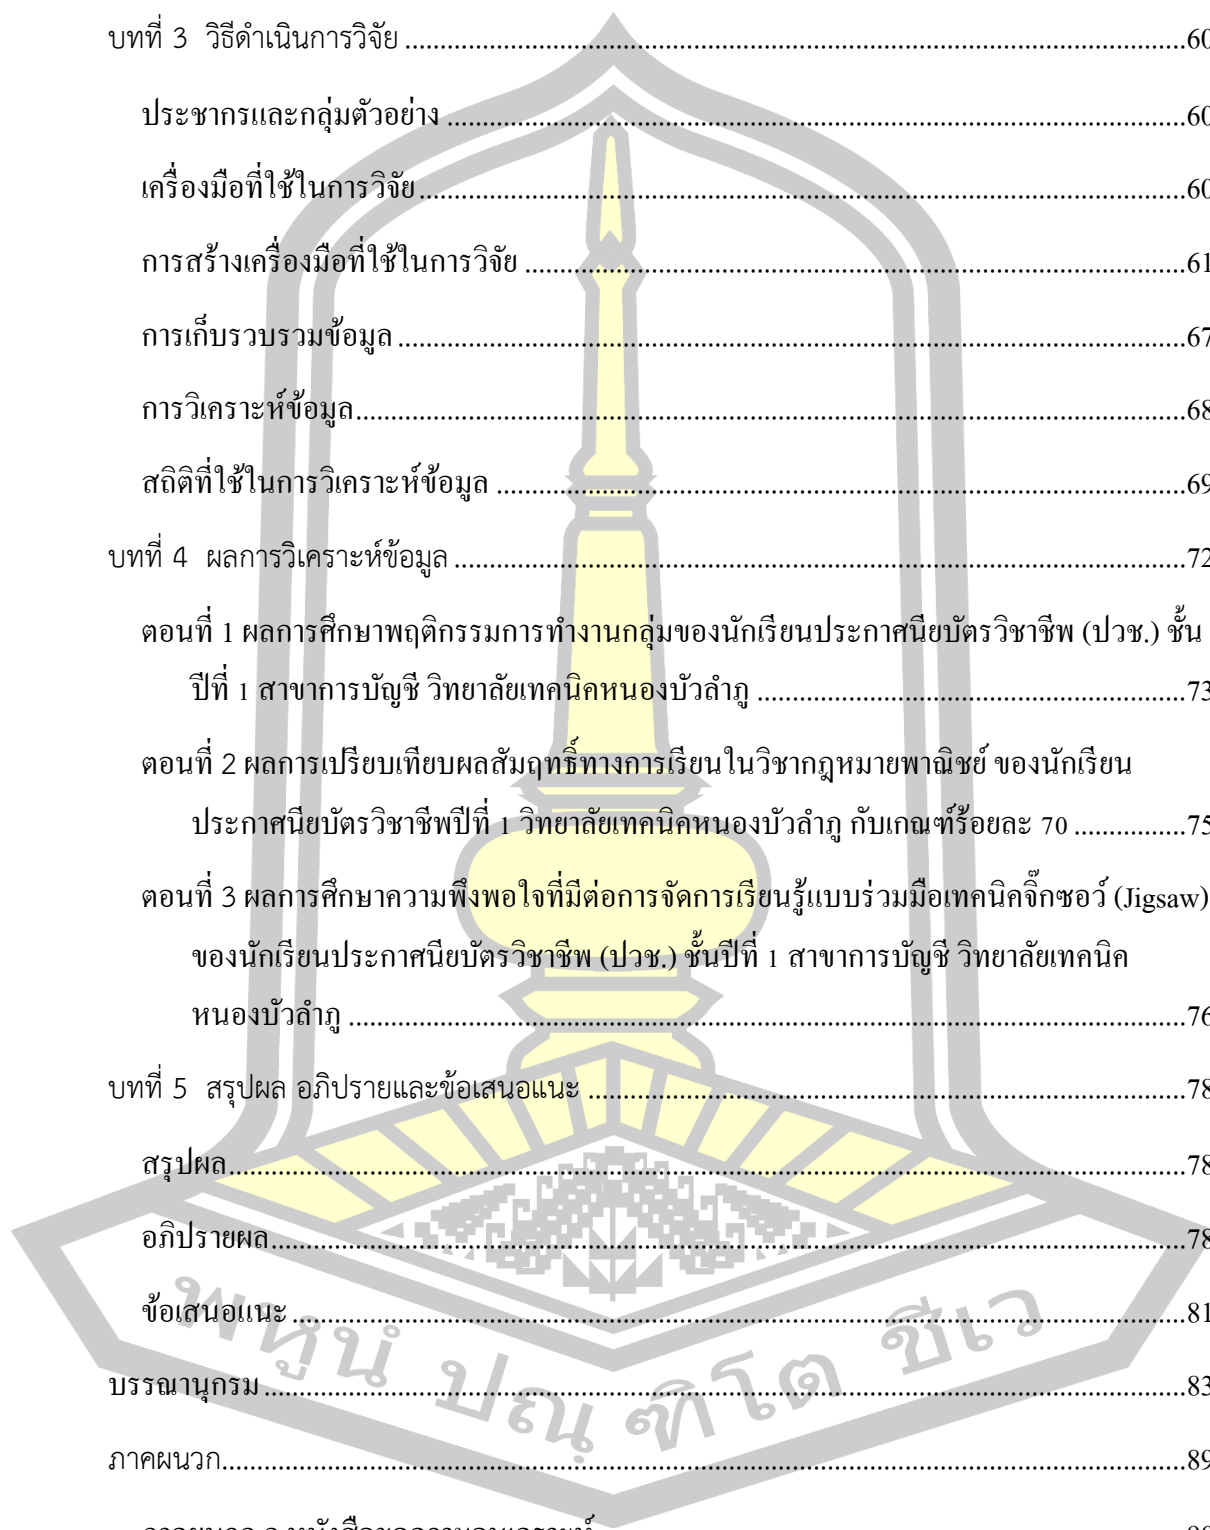 บทที่ 3 วิธีดำเนินการวิจัย ........................................ 60
ประชากรและกลุ่มตัวอย่าง ........................................ 60
เครื่องมือที่ใช้ในการวิจัย ........................................ 60
การสร้างเครื่องมือที่ใช้ในการวิจัย ........................................ 61
การเก็บรวบรวมข้อมูล ........................................ 67
การวิเคราะห์ข้อมูล ........................................ 68
สถิติที่ใช้ในการวิเคราะห์ข้อมูล ........................................ 69
บทที่ 4 ผลการวิเคราะห์ข้อมูล ........................................ 72
ตอนที่ 1 ผลการศึกษาพฤติกรรมการทำงานกลุ่มของนักเรียนประกาศนียบัตรวิชาชีพ (ปวช.) ชั้น
ปีที่ 1 สาขาการบัญชี วิทยาลัยเทคนิคหนองบัวลำภู ........................................ 73
ตอนที่ 2 ผลการเปรียบเทียบผลสัมฤทธิ์ทางการเรียนในวิชากฎหมายพาณิชย์ ของนักเรียน
ประกาศนียบัตรวิชาชีพปีที่ 1 วิทยาลัยเทคนิคหนองบัวลำภู กับเกณฑ์ร้อยละ 70 ............ 75
ตอนที่ 3 ผลการศึกษาความพึงพอใจที่มีต่อการจัดการเรียนรู้แบบร่วมมือเทคนิคจิ๊กซอว์ (Jigsaw)
ของนักเรียนประกาศนียบัตรวิชาชีพ (ปวช.) ชั้นปีที่ 1 สาขาการบัญชี วิทยาลัยเทคนิค
หนองบัวลำภู ........................................ 76
บทที่ 5 สรุปผล อภิปรายและข้อเสนอแนะ ........................................ 78
สรุปผล ........................................ 78
อภิปรายผล ........................................ 78
ข้อเสนอแนะ ........................................ 81
บรรณานุกรม ........................................ 83
ภาคผนวก ........................................ 89
พหูนํ ปณฺฑิโต ชีเว